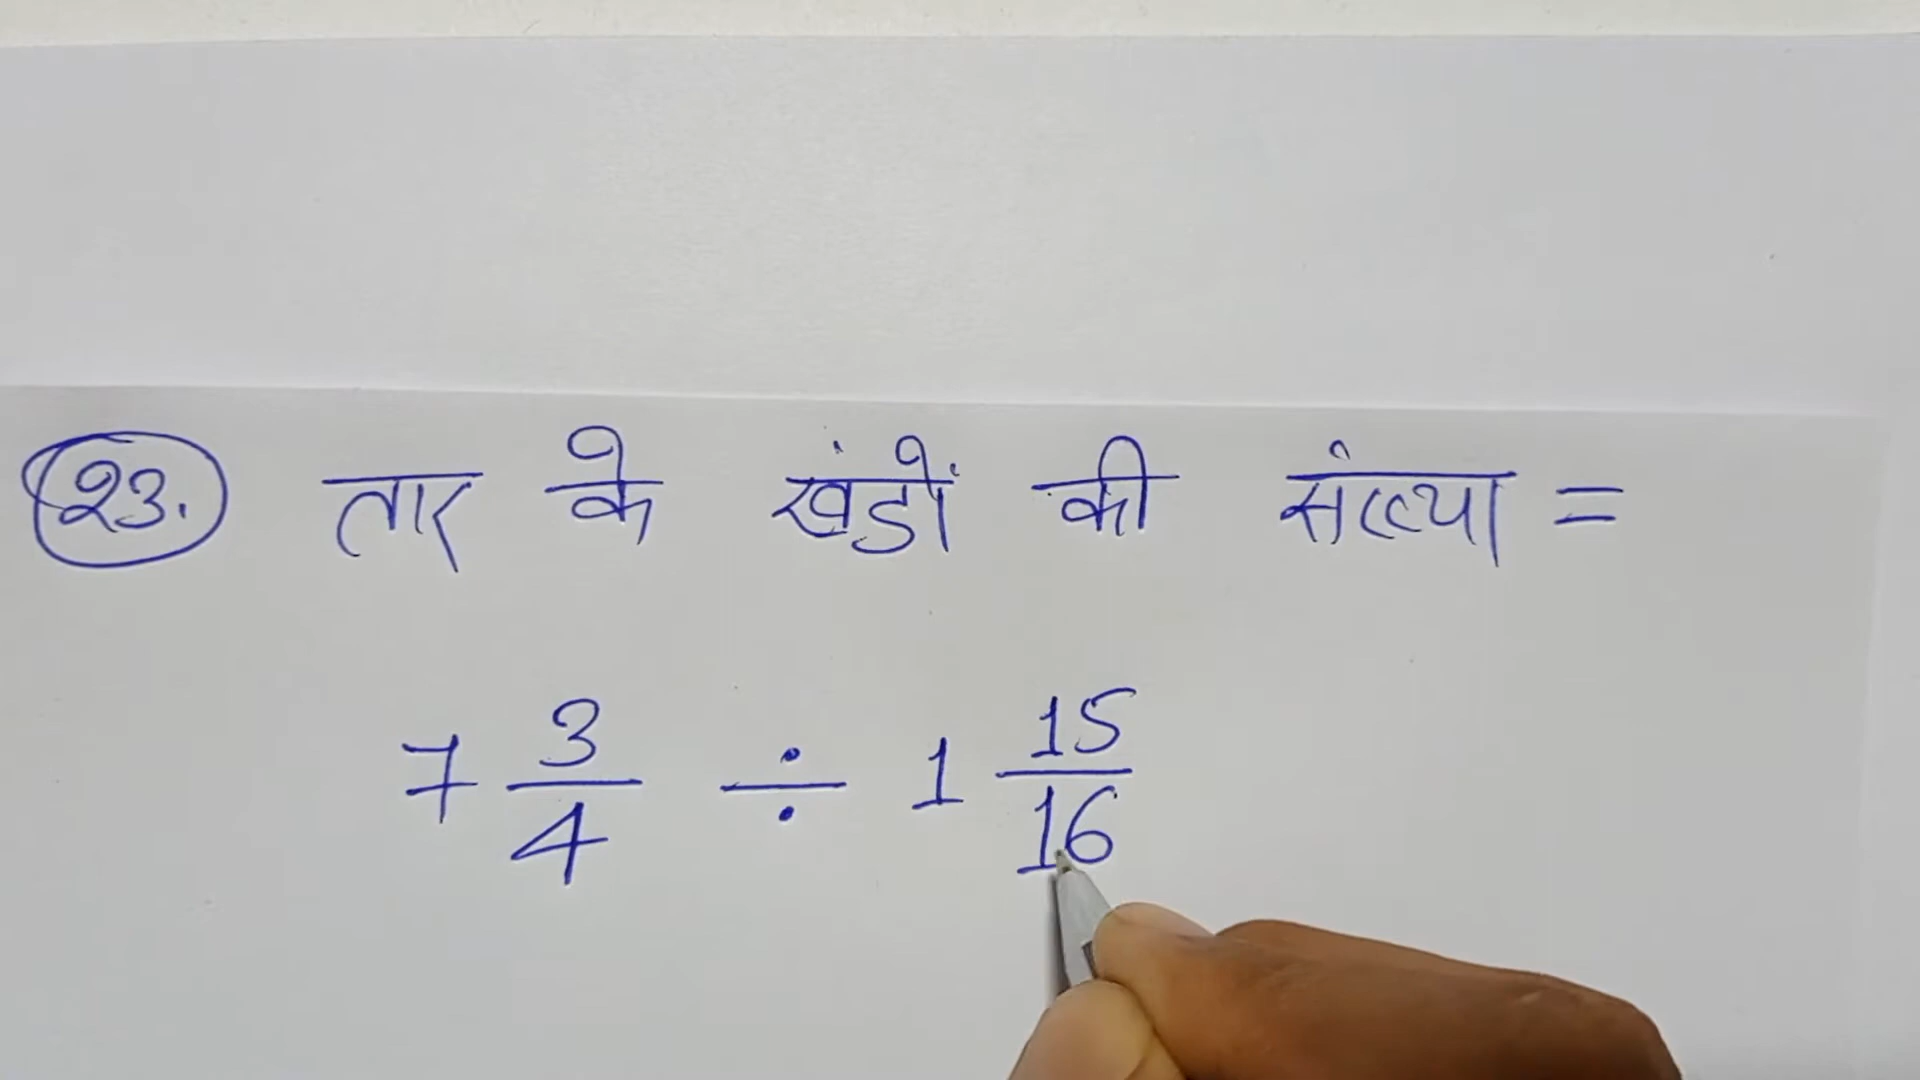 23. तार के खंडों की संख्या =
7 3/4 ÷ 1 15/16